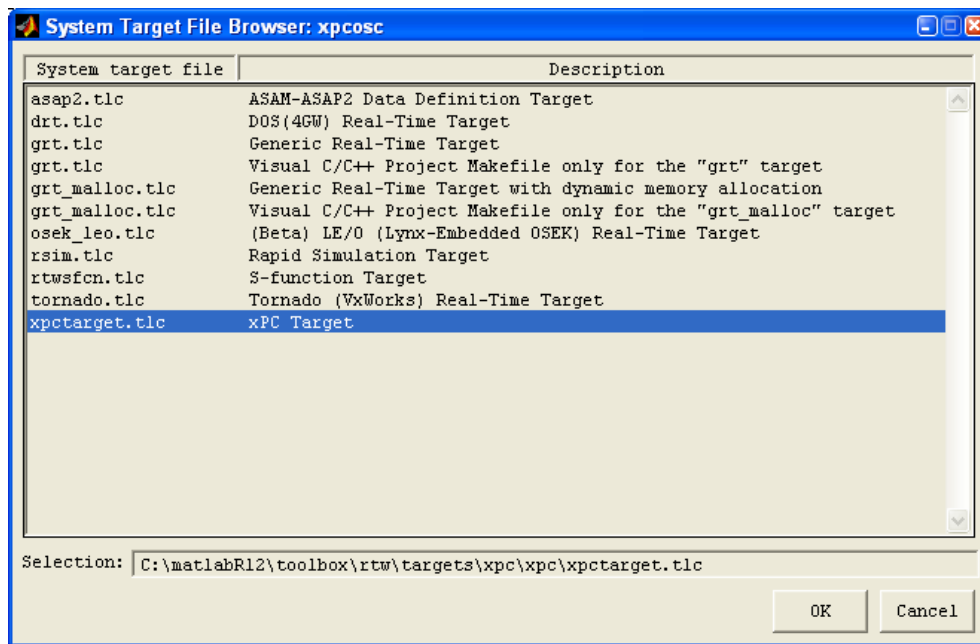 System Target File Browser: xpcosc
System target file Description
asap2.tlc ASAM-ASAP2 Data Definition Target
drt.tlc DOS(4GW) Real-Time Target
grt.tlc Generic Real-Time Target
grt.tlc Visual C/C++ Project Makefile only for the "grt" target
grt_malloc.tlc Generic Real-Time Target with dynamic memory allocation
grt_malloc.tlc Visual C/C++ Project Makefile only for the "grt_malloc" target
osek_leo.tlc (Beta) LE/O (Lynx-Embedded OSEK) Real-Time Target
rsim.tlc Rapid Simulation Target
rtwsfcn.tlc S-function Target
tornado.tlc Tornado (VxWorks) Real-Time Target
xpctarget.tlc xPC Target
Selection: C:\matlabR12\toolbox\rtw\targets\xpc\xpc\xpctarget.tlc
OK Cancel